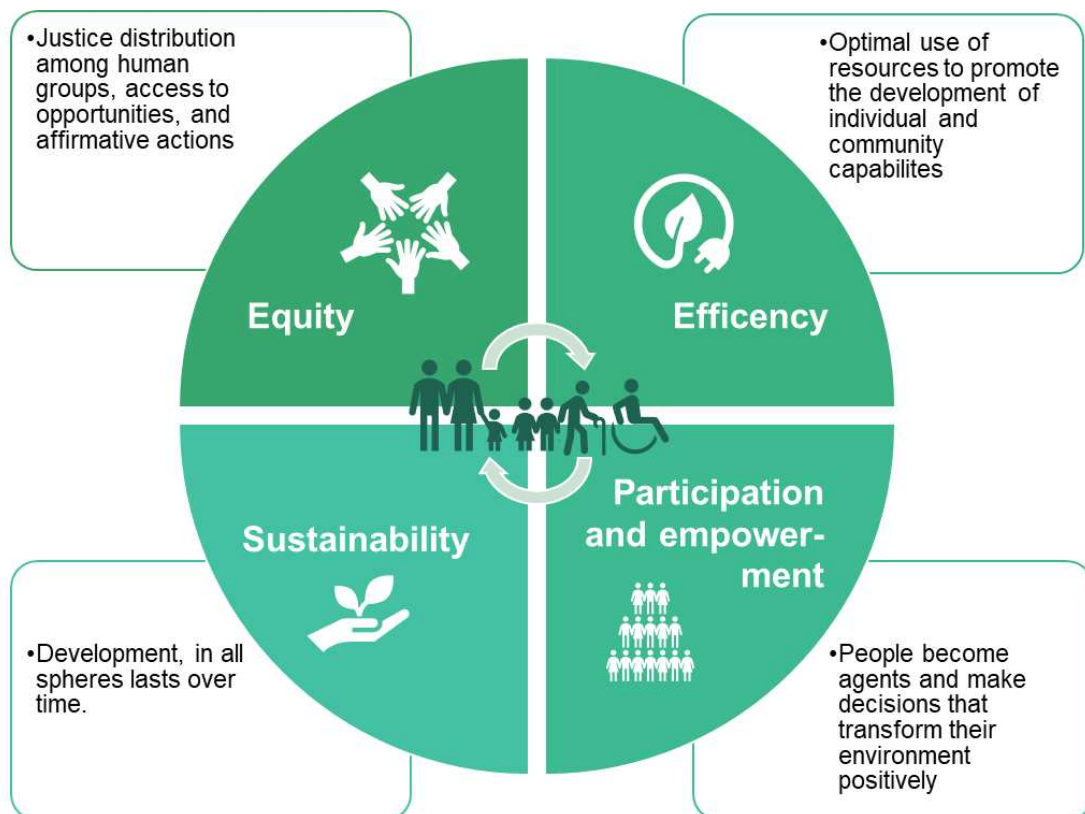 •Justice distribution
among human
groups, access to
opportunities, and
affirmative actions
•Optimal use of
resources to promote
the development of
individual and
community
capabilites
Equity
Efficency
Sustainability
Participation
and empower-
ment
•Development, in all
spheres lasts over
time.
•People become
agents and make
decisions that
transform their
environment
positively